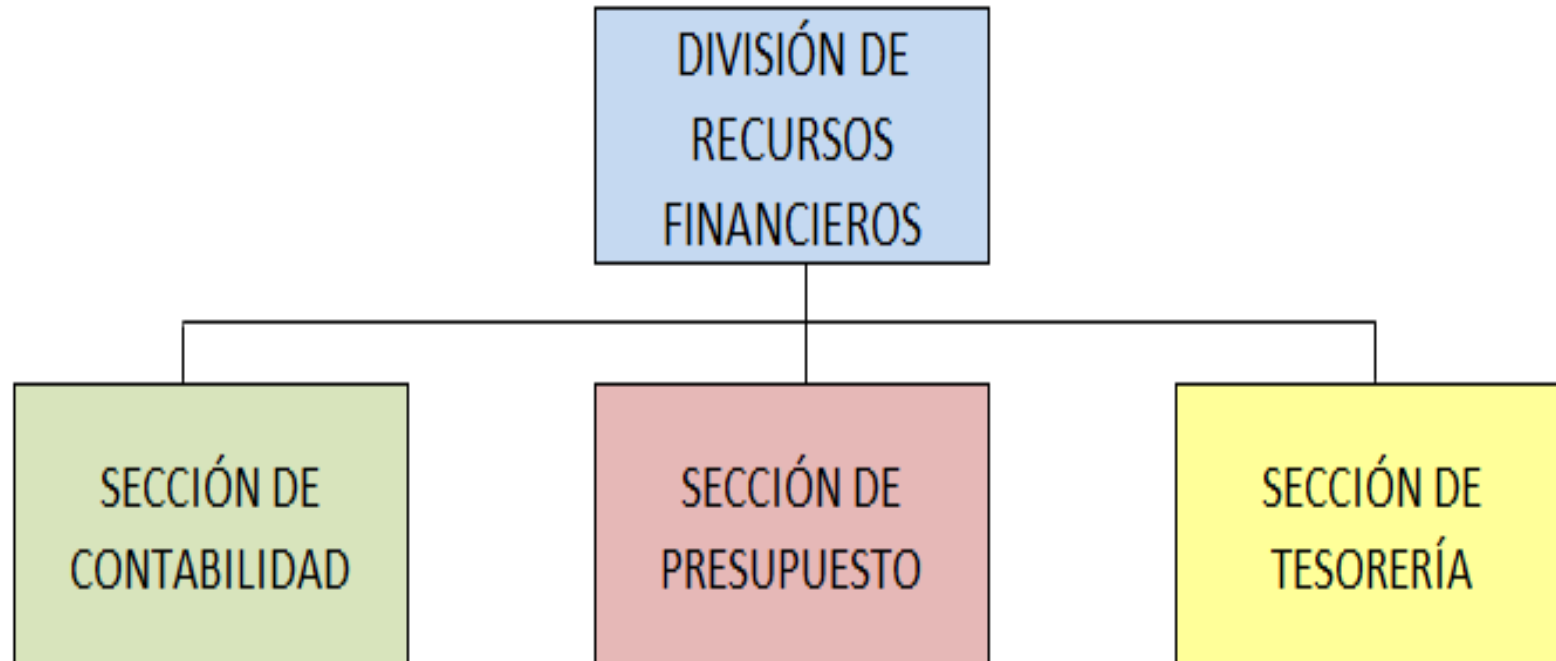 DIVISIÓN DE
RECURSOS
FINANCIEROS
SECCIÓN DE
CONTABILIDAD
SECCIÓN DE
PRESUPUESTO
SECCIÓN DE
TESORERÍA